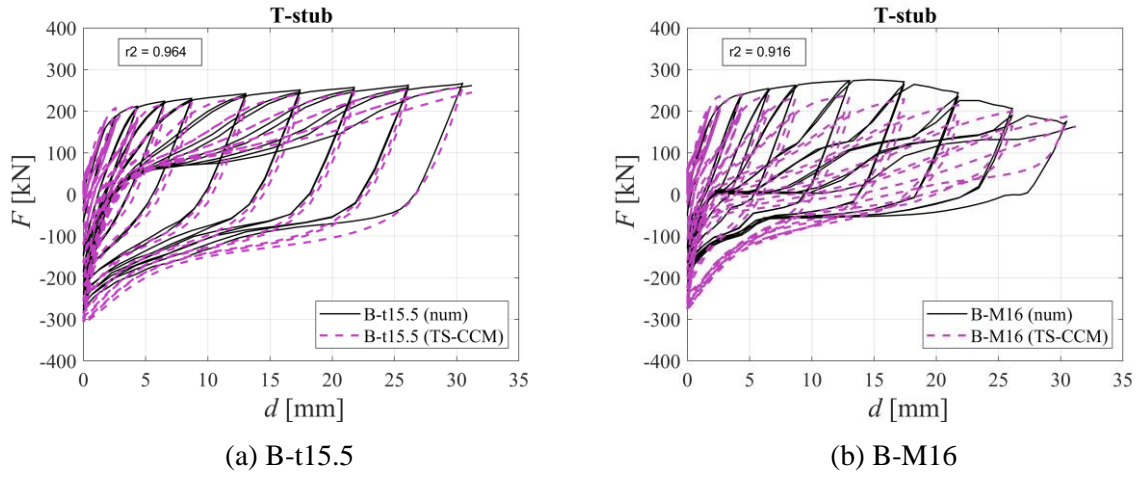 T-stub
400
300
200
100
0
-100
-200
-300
-400
F [kN]
r2 = 0.964
B-t15.5 (num)
B-t15.5 (TS-CCM)
0 5 10 15 20 25 30 35
d [mm]
(a) B-t15.5
T-stub
400
300
200
100
0
-100
-200
-300
-400
F [kN]
r2 = 0.916
B-M16 (num)
B-M16 (TS-CCM)
0 5 10 15 20 25 30 35
d [mm]
(b) B-M16